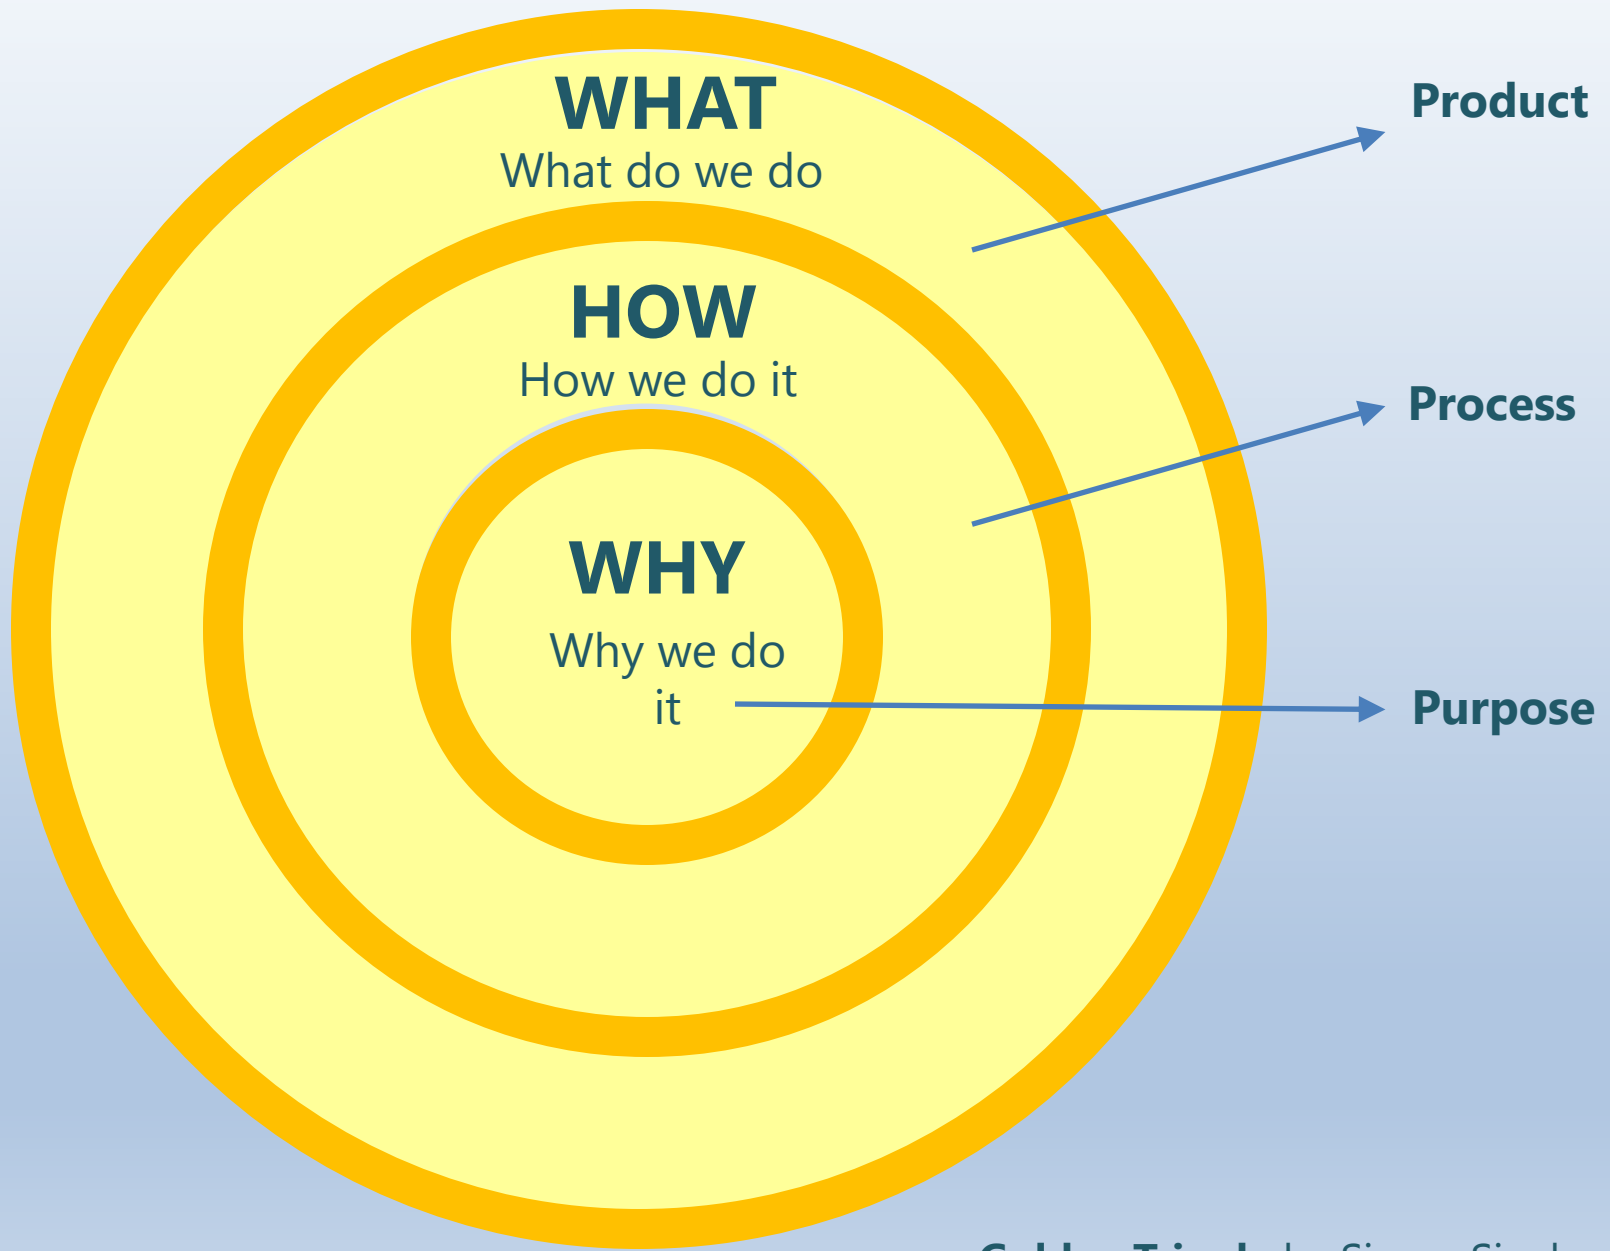 WHAT
What do we do
Product
HOW
How we do it
Process
WHY
Why we do
it
Purpose